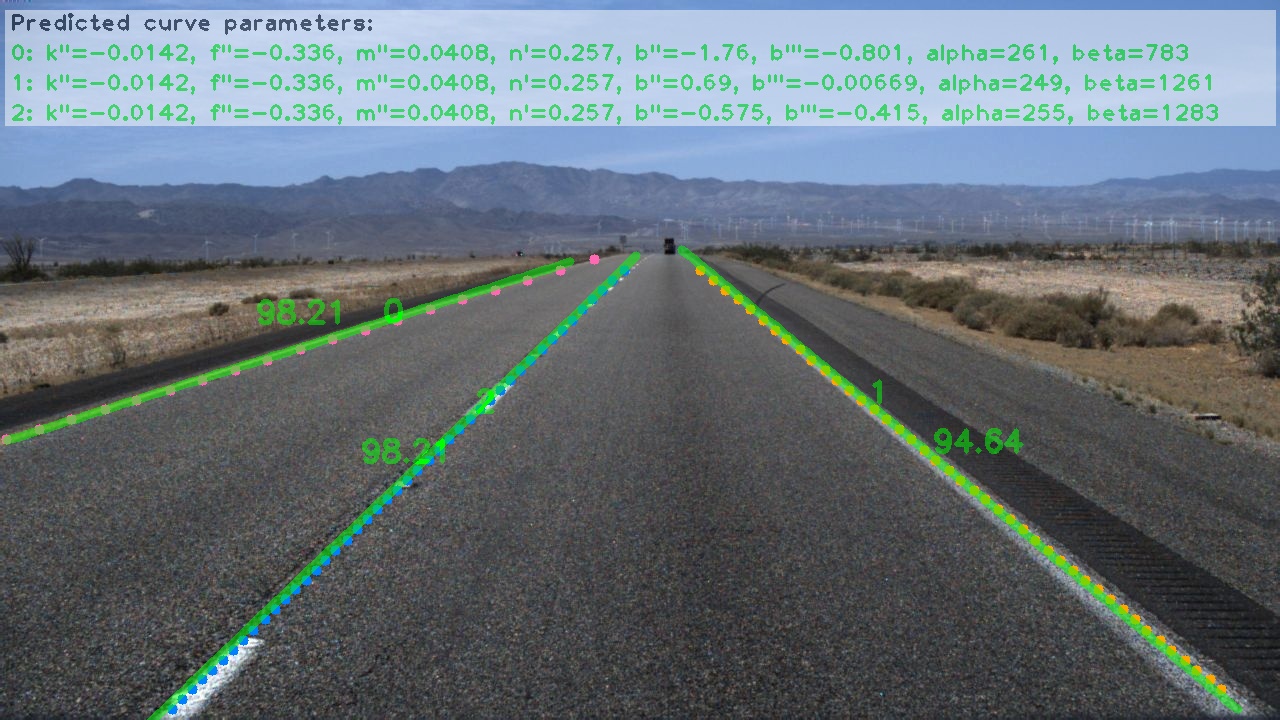 Predicted curve parameters:
0: k''=-0.0142, f''=-0.336, m''=0.0408, n'=0.257, b''=-1.76, b'''=-0.801, alpha=261, beta=783
1: k''=-0.0142, f''=-0.336, m''=0.0408, n'=0.257, b''=0.69, b'''=-0.00669, alpha=249, beta=1261
2: k''=-0.0142, f''=-0.336, m''=0.0408, n'=0.257, b''=-0.575, b'''=-0.415, alpha=255, beta=1283
98.21 0
2
1
98.21
94.64